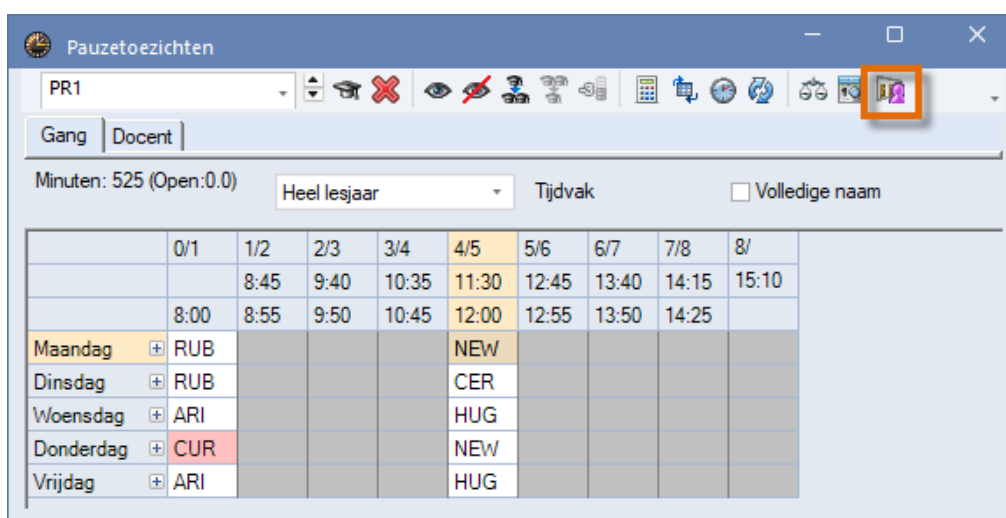 Pauzetoezichten
PR1
Gang Docent
Minuten: 525 (Open:0.0) Heel lesjaar Tijdvak Volledige naam
0/1 1/2 2/3 3/4 4/5 5/6 6/7 7/8 8/
8:45 9:40 10:35 11:30 12:45 13:40 14:15 15:10
8:00 8:55 9:50 10:45 12:00 12:55 13:50 14:25
Maandag RUB NEW
Dinsdag RUB CER
Woensdag ARI HUG
Donderdag CUR NEW
Vrijdag ARI HUG